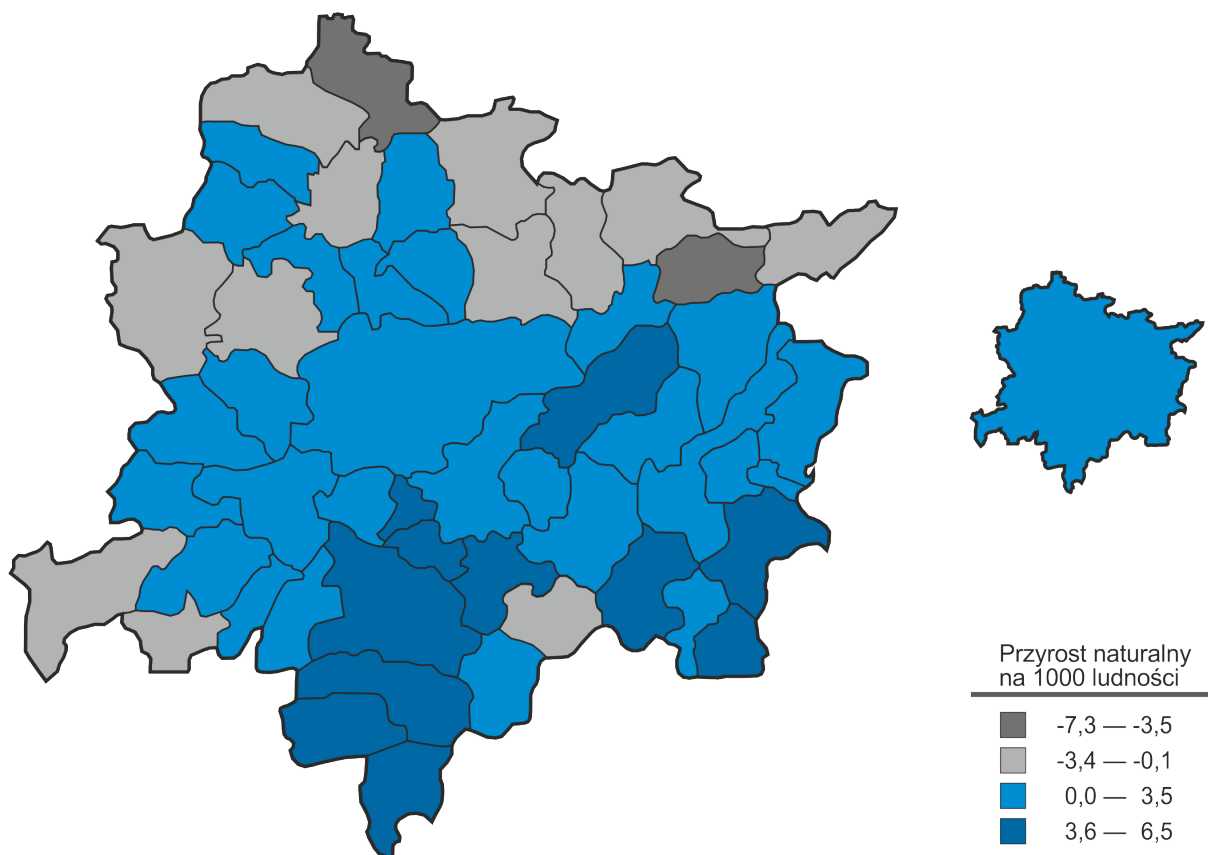 Przyrost naturalny
na 1000 ludności
-7,3 — -3,5
-3,4 — -0,1
0,0 — 3,5
3,6 — 6,5